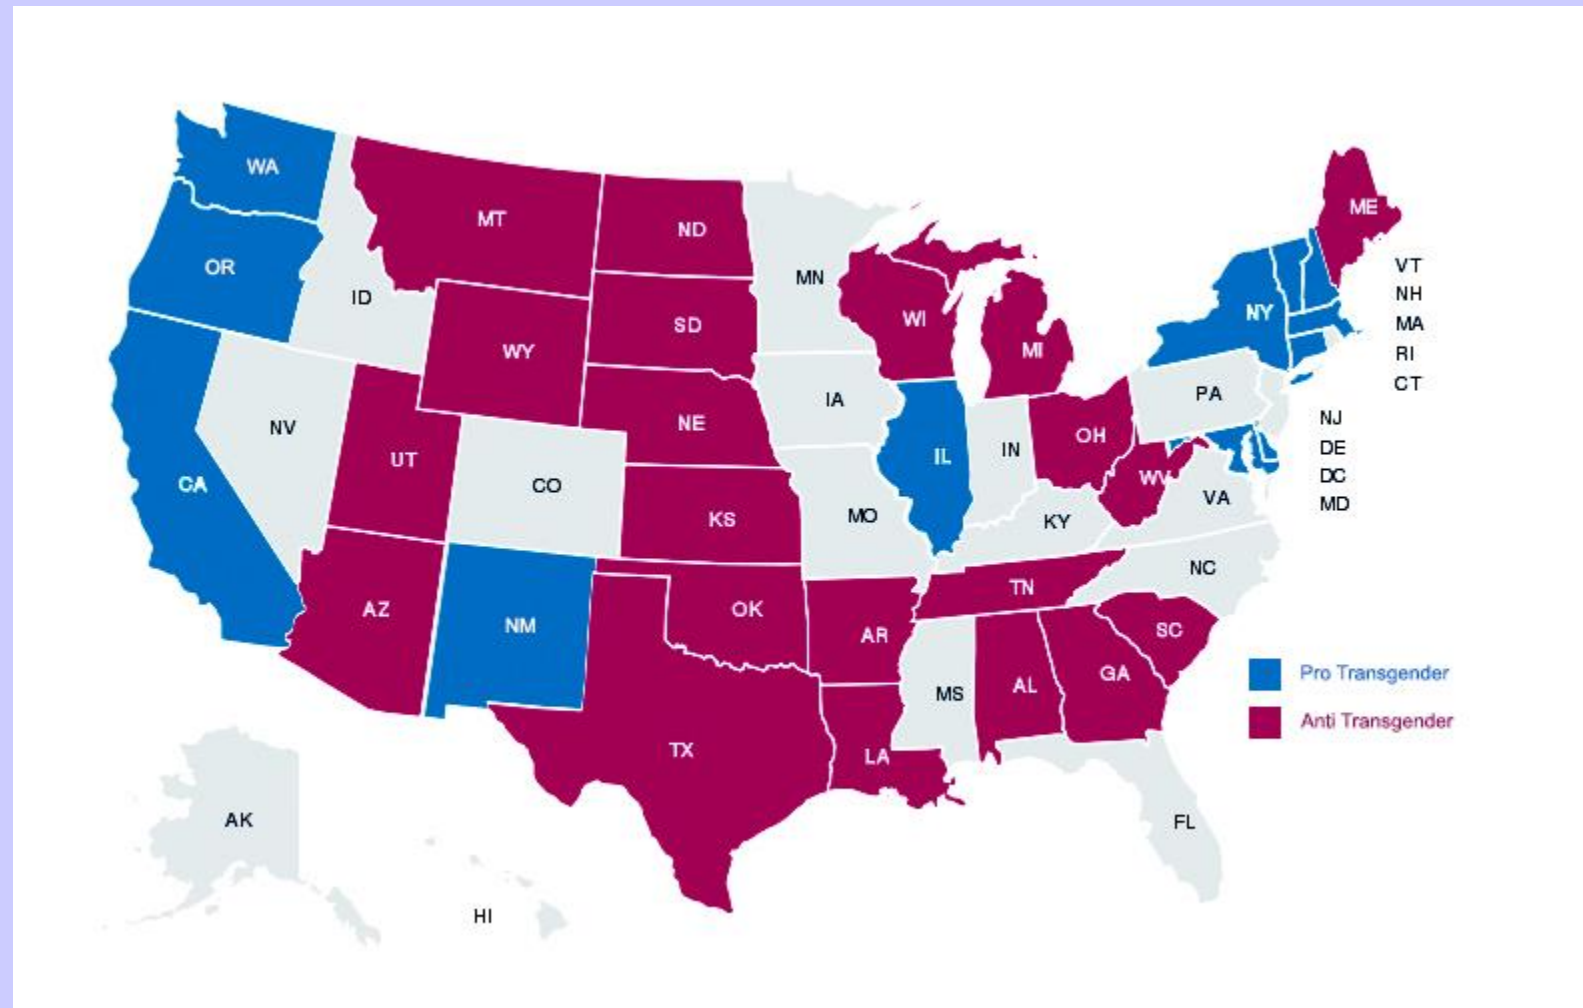 WA
MT
ND
OR
ID
MN
SD
WI
MI
ME
VT
NH
MA
RI
CT
NY
WY
NE
IA
PA
NJ
DE
DC
MD
NV
UT
CO
CA
KS
MO
IL
IN
OH
WV
VA
KY
NC
AZ
NM
OK
AR
TN
SC
MS
AL
GA
TX
LA
FL
AK
HI
Pro Transgender
Anti Transgender